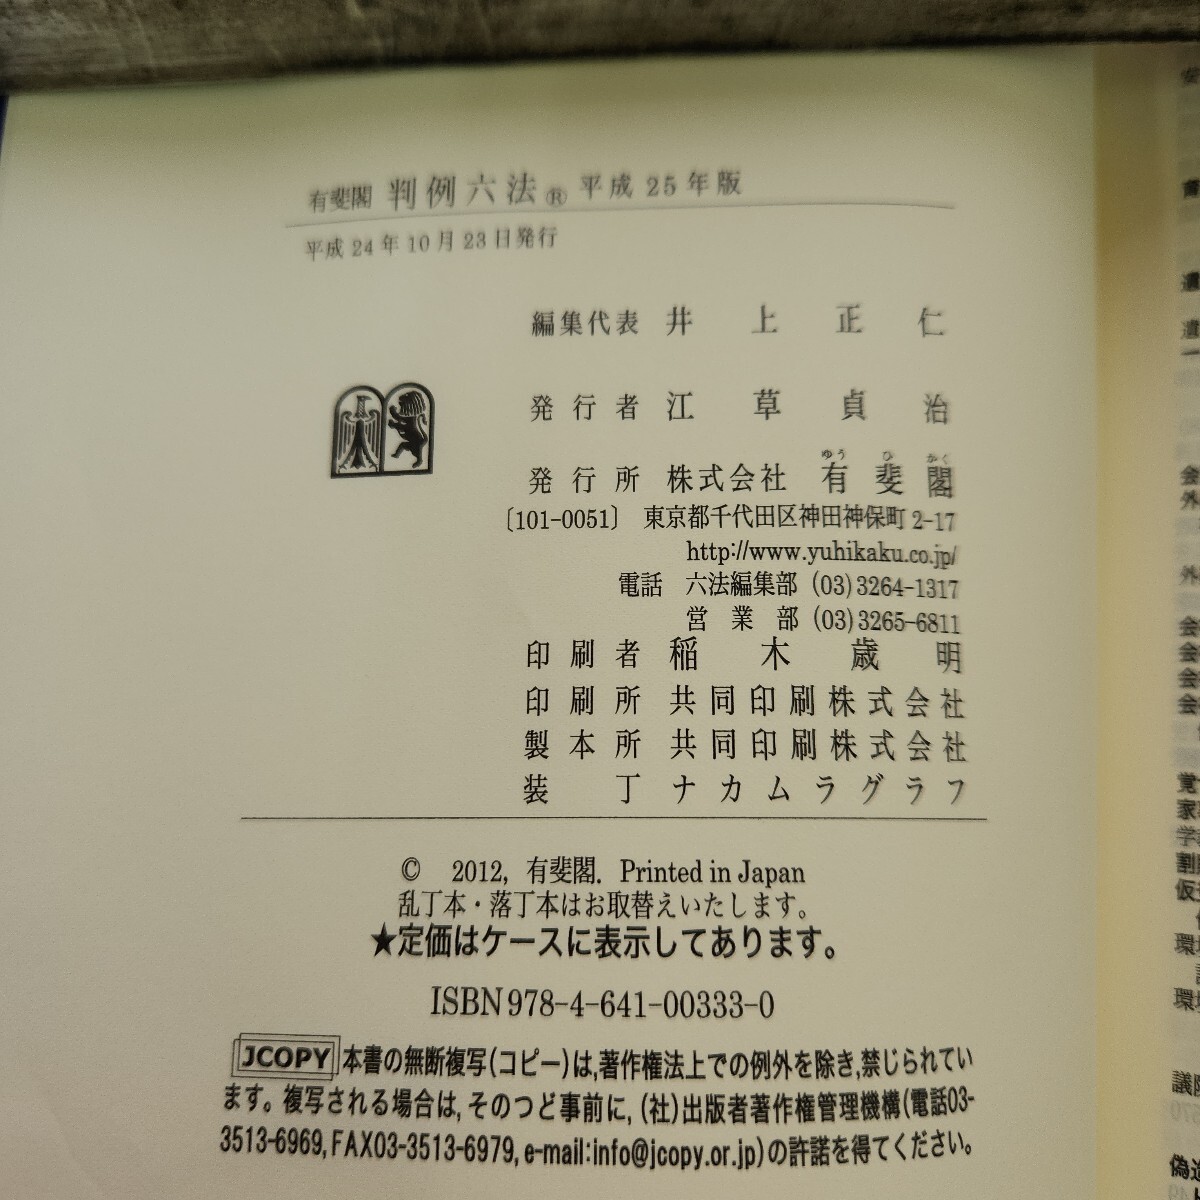 有斐閣 判例六法® 平成25年版
平成24年10月23日発行
編集代表 井上正仁
発行者 江草貞治
ゆう ひ かく
発行所 株式会社 有斐閣
〔101-0051〕 東京都千代田区神田神保町2-17
http://www.yuhikaku.co.jp/
電話 六法編集部 (03)3264-1317
営業部 (03)3265-6811
印刷者 稲木歳明
印刷所 共同印刷株式会社
製本所 共同印刷株式会社
装丁 ナカムラグラフ
© 2012, 有斐閣. Printed in Japan
乱丁本・落丁本はお取替えいたします。
★定価はケースに表示してあります。
ISBN 978-4-641-00333-0
JCOPY 本書の無断複写(コピー)は,著作権法上での例外を除き,禁じられてい
ます。複写される場合は,そのつど事前に,(社)出版者著作権管理機構(電話03-
3513-6969,FAX03-3513-6979,e-mail:info@jcopy.or.jp)の許諾を得てください。